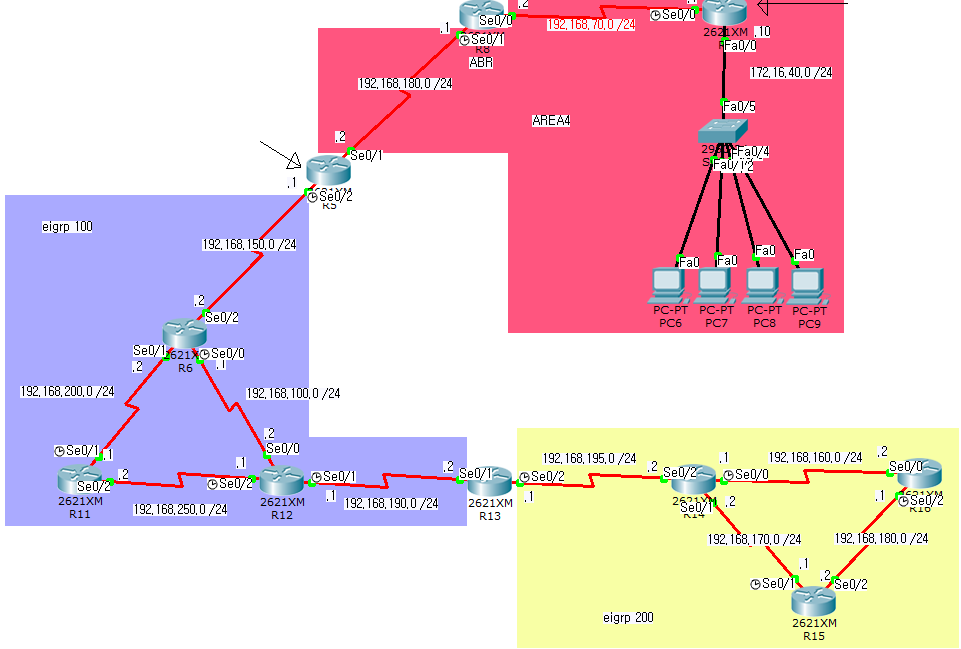 .2
Se0/0
192.168.70.0 /24
Se0/0
.1
2621XM
.10
Fa0/0
.1
Se0/1
R8
ABR
172.16.40.0 /24
192.168.180.0 /24
Fa0/5
AREA4
.2
Se0/1
Fa0/4
Fa0/1
2
.1
Se0/2
R5
eigrp 100
192.168.150.0 /24
Fa0
Fa0
Fa0
Fa0
PC-PT
PC6
PC-PT
PC7
PC-PT
PC8
PC-PT
PC9
.2
Se0/2
Se0/1
.2
R6
Se0/0
.1
192.168.200.0 /24
192.168.100.0 /24
.2
Se0/0
Se0/1
.1
.2
Se0/2
2621XM
R11
192.168.250.0 /24
.1
Se0/2
2621XM
R12
Se0/1
.1
192.168.190.0 /24
.2
Se0/1
2621XM
R13
Se0/2
.1
192.168.195.0 /24
.2
Se0/2
.1
Se0/0
Se0/1
.2
R14
192.168.160.0 /24
.2
Se0/0
.1
Se0/2
R16
192.168.170.0 /24
192.168.180.0 /24
.1
Se0/1
.2
Se0/2
2621XM
R15
eigrp 200